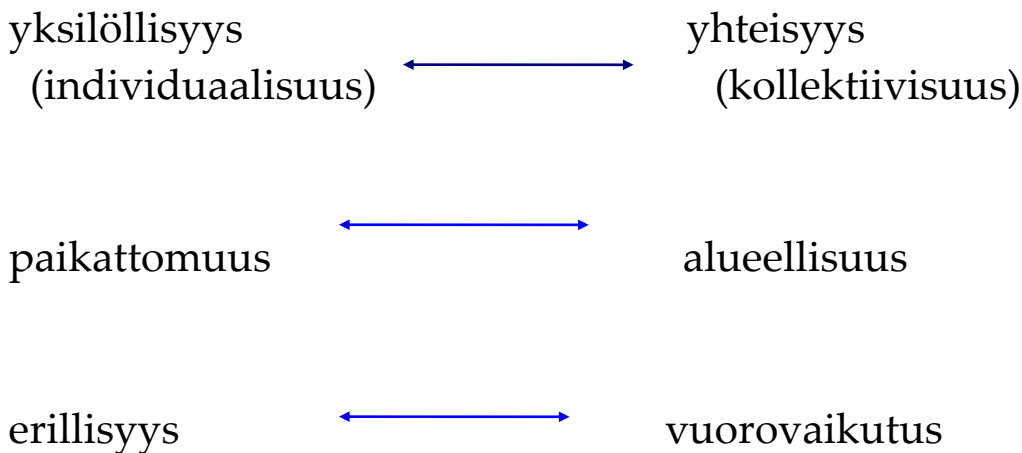 yksilöllisyys yhteisyys
(individuaalisuus) (kollektiivisuus)
paikattomuus alueellisuus
erillisyys vuorovaikutus